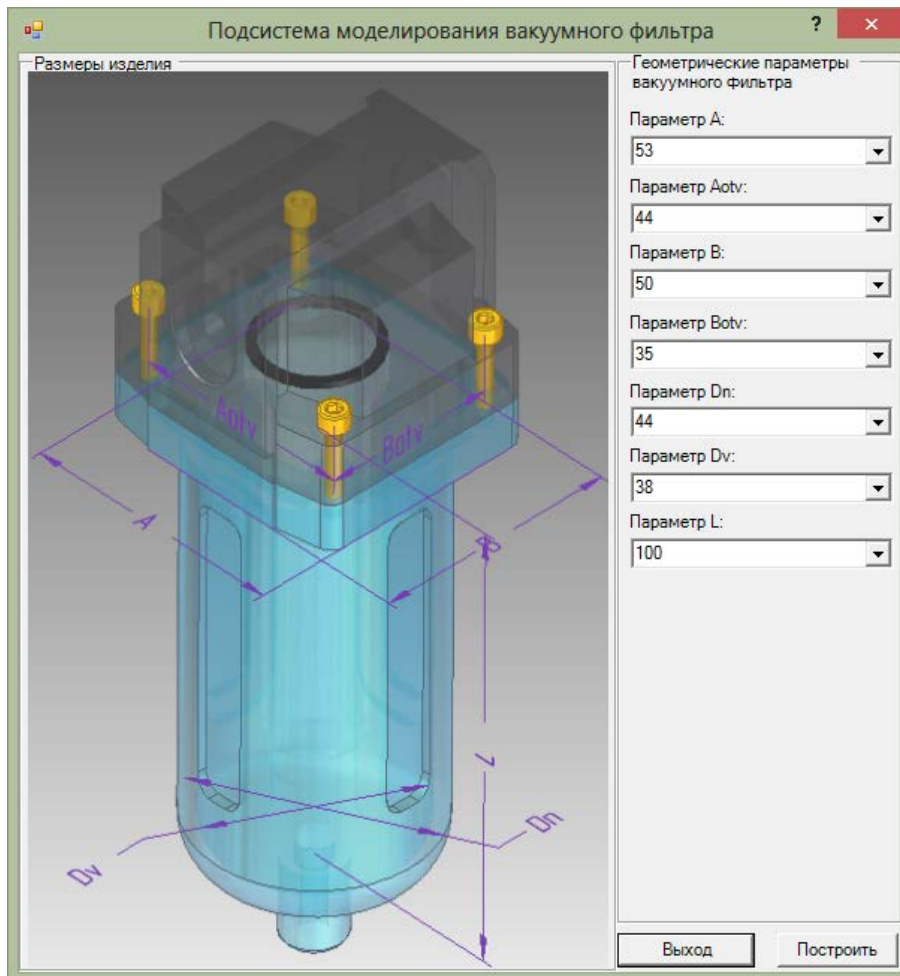 Подсистема моделирования вакуумного фильтра
?
Размеры изделия
Aotv
Botv
A
B
L
Dn
Dv
Геометрические параметры
вакуумного фильтра
Параметр A:
53
Параметр Aotv:
44
Параметр B:
50
Параметр Botv:
35
Параметр Dn:
44
Параметр Dv:
38
Параметр L:
100
Выход
Построить